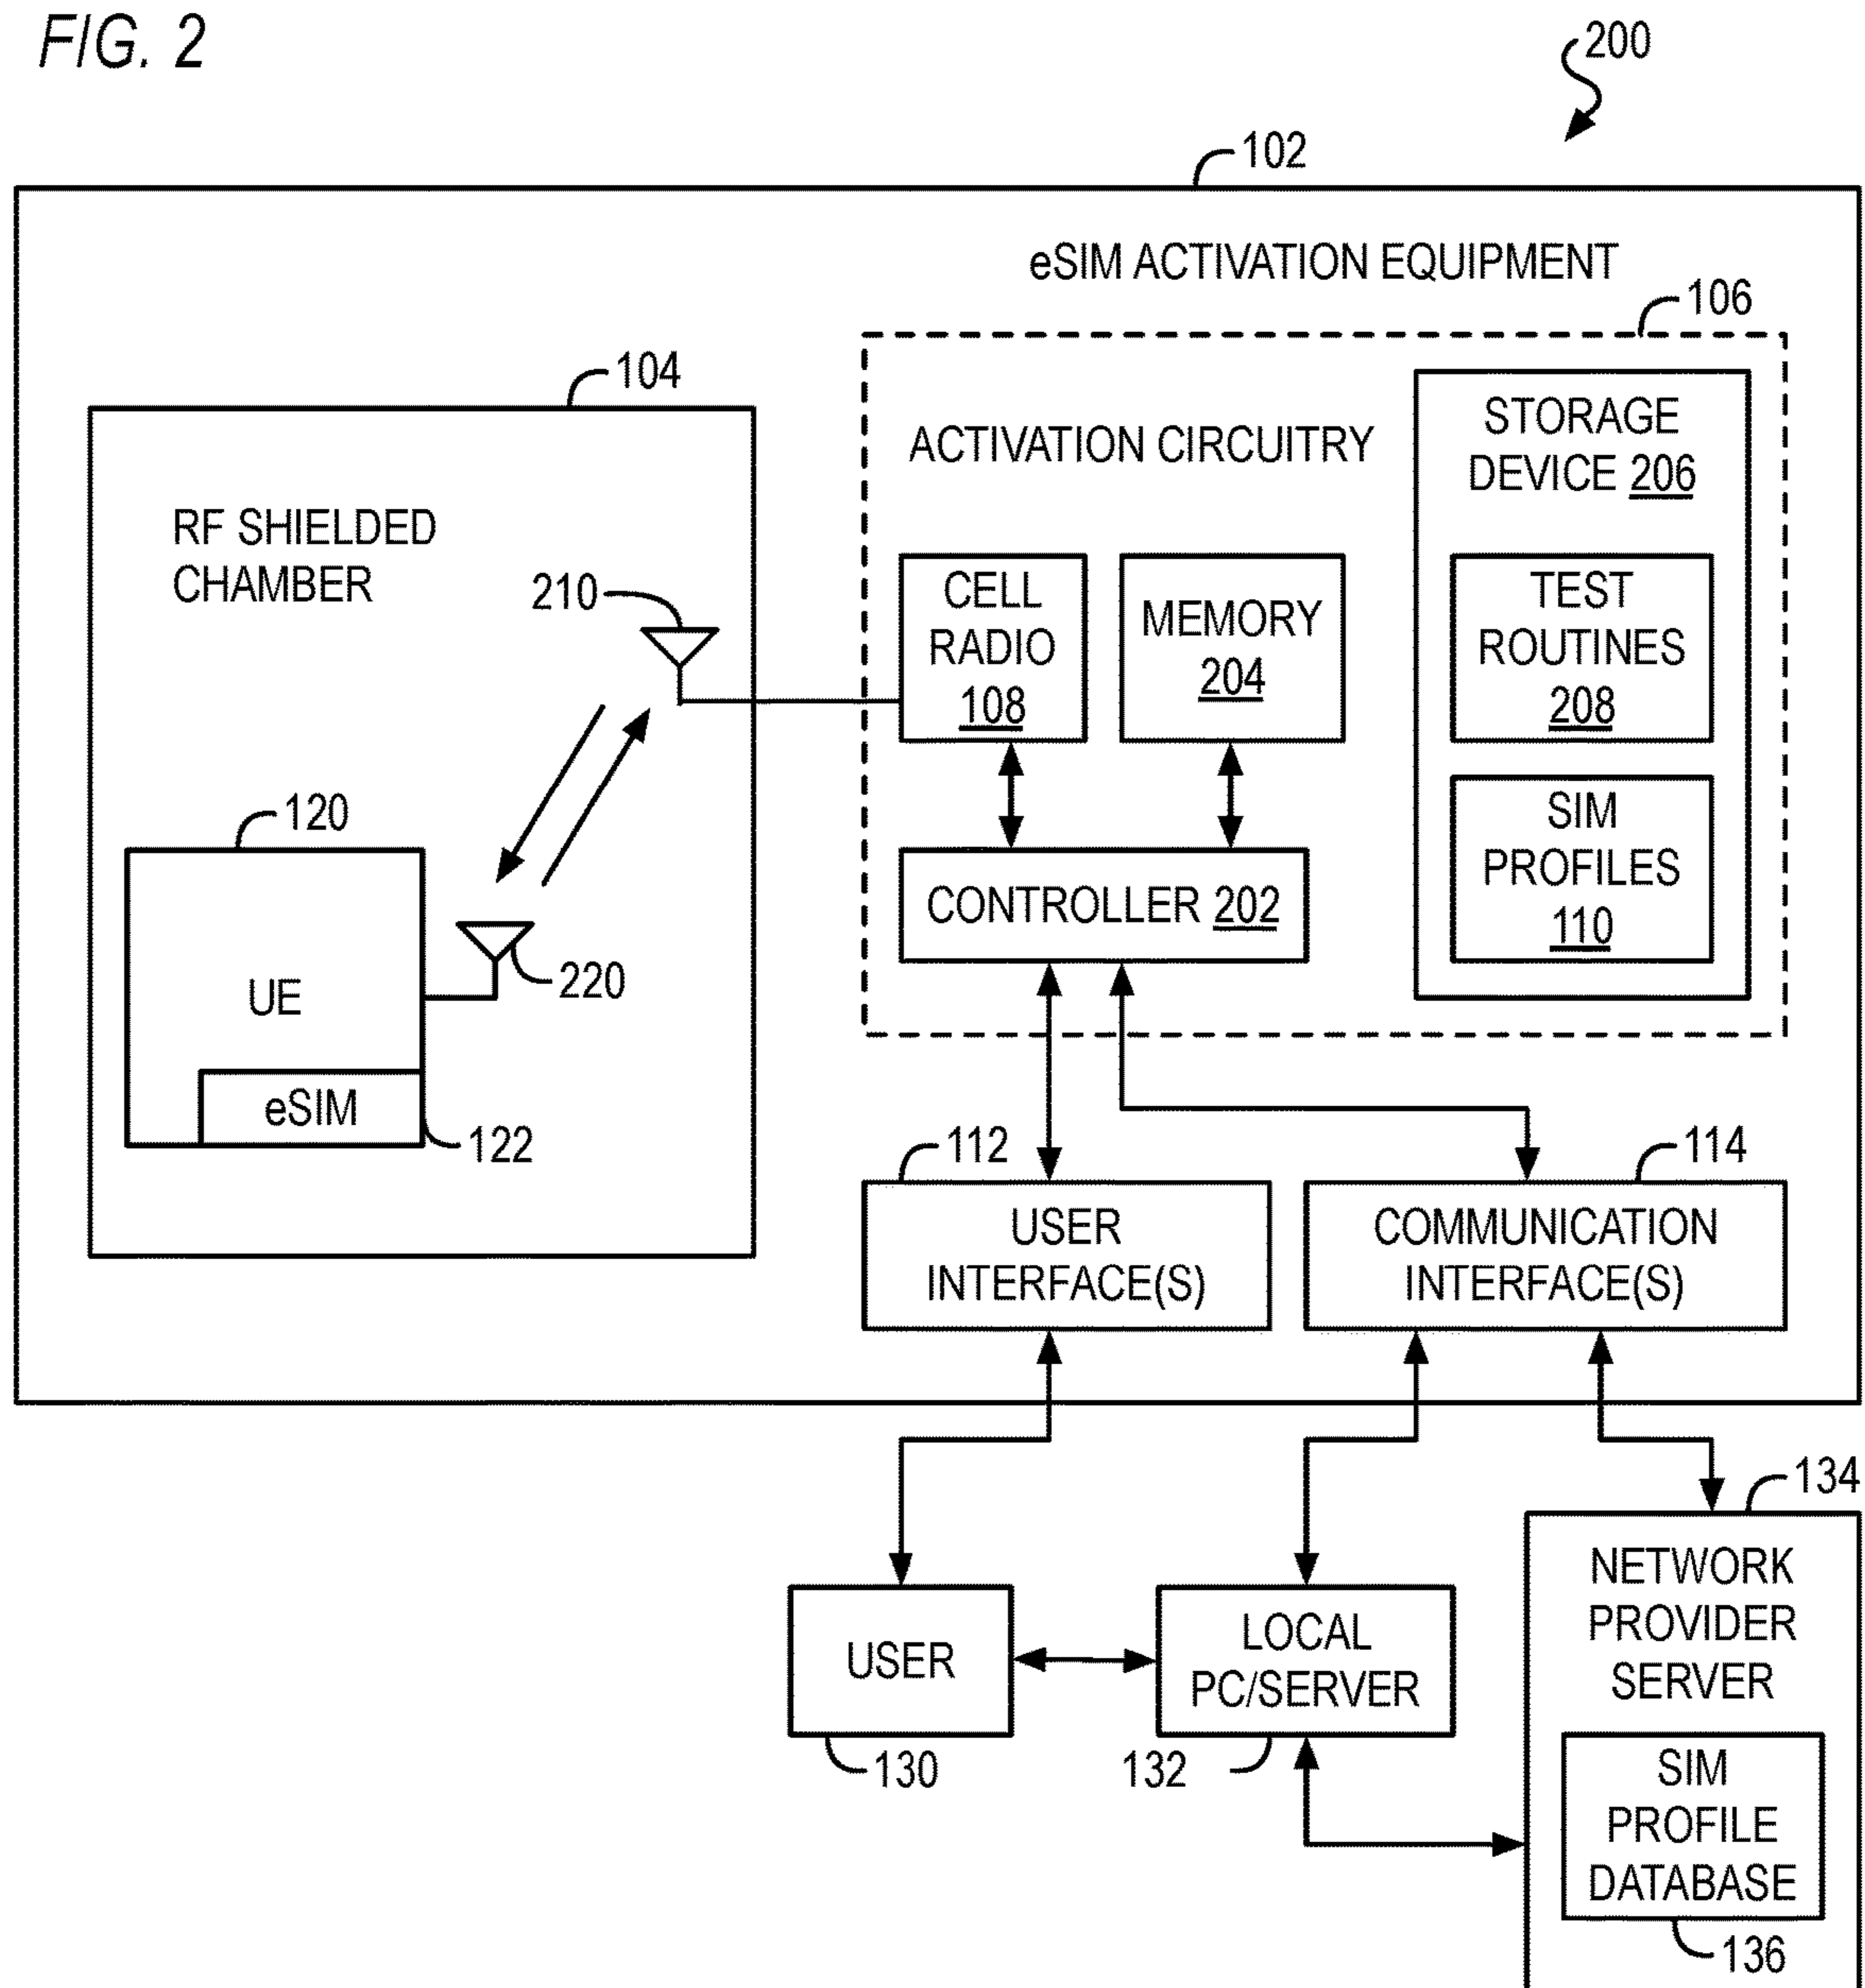 FIG. 2
200
102
eSIM ACTIVATION EQUIPMENT
106
104
RF SHIELDED
CHAMBER
210
120
UE
220
eSIM
122
ACTIVATION CIRCUITRY
CELL
RADIO
108
MEMORY
204
CONTROLLER 202
STORAGE
DEVICE 206
TEST
ROUTINES
208
SIM
PROFILES
110
112
USER
INTERFACE(S)
114
COMMUNICATION
INTERFACE(S)
USER
130
LOCAL
PC/SERVER
132
134
NETWORK
PROVIDER
SERVER
SIM
PROFILE
DATABASE
136